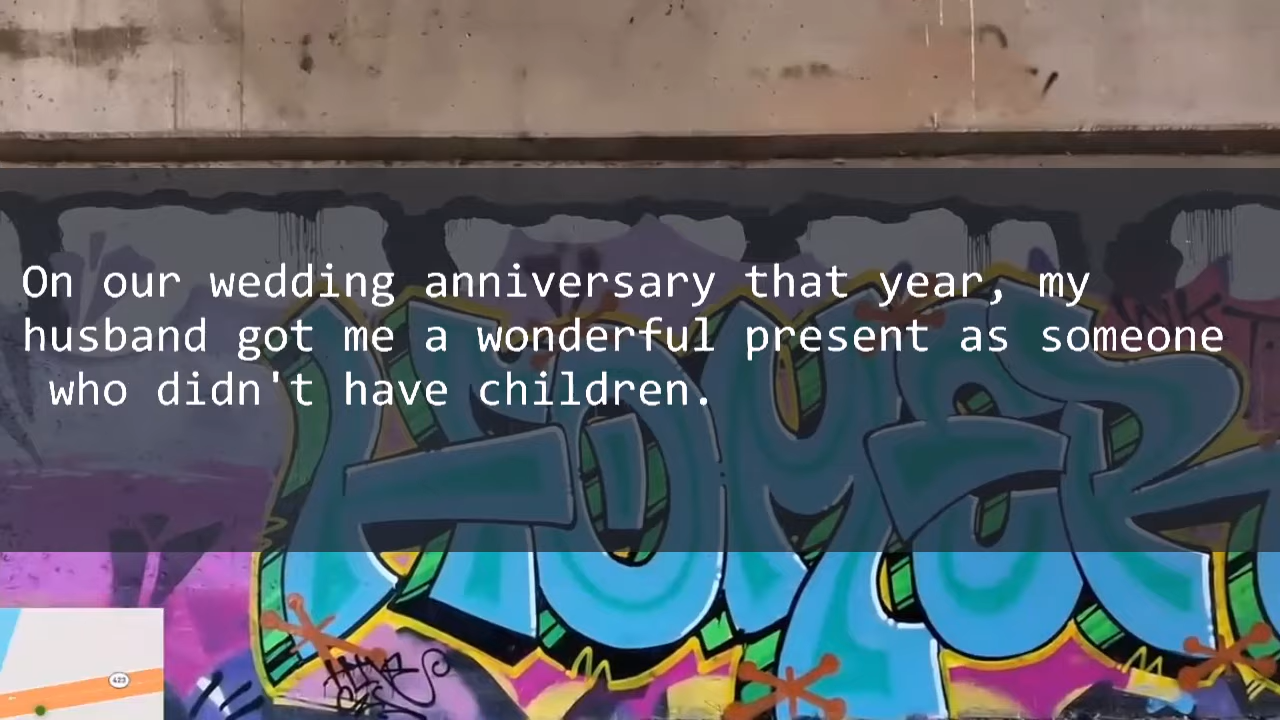 On our wedding anniversary that year, my
husband got me a wonderful present as someone
who didn't have children.
HOMER
423